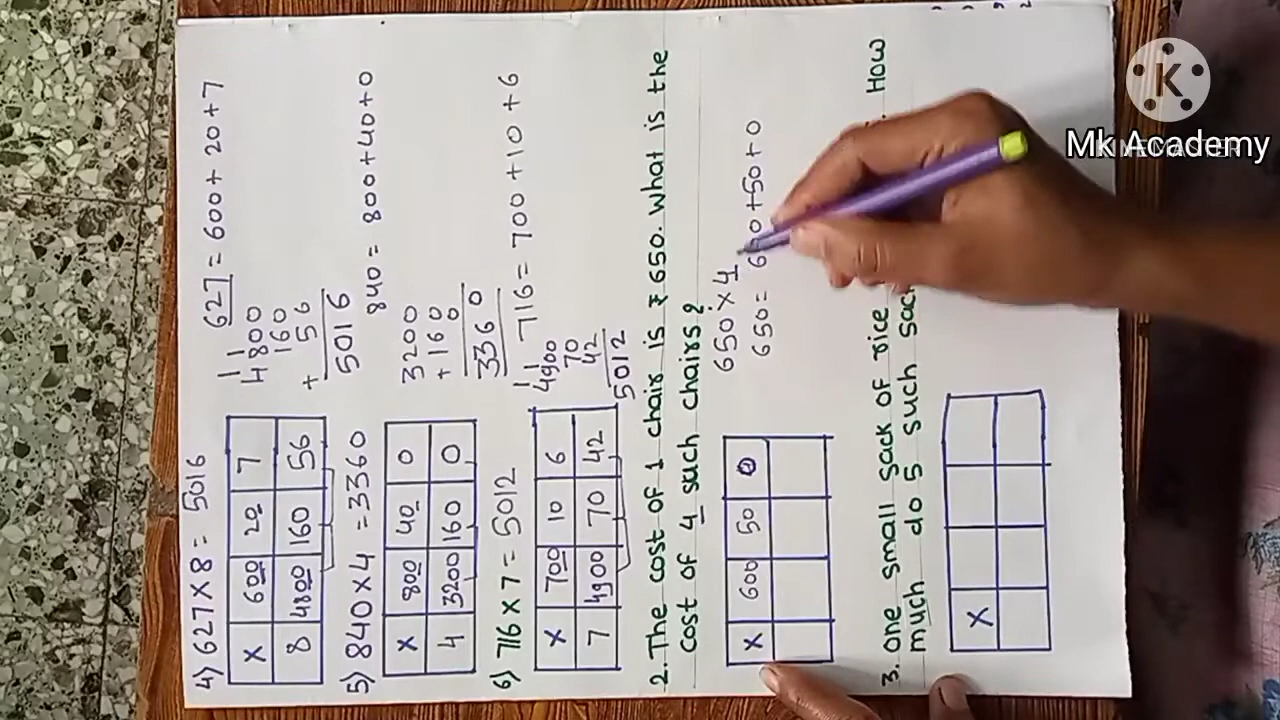 4) 627 X 8 = 5016
627 = 600 + 20 + 7
X 600 20 7
8 4800 160 56
1 1
4800
160
+ 56
5016
5) 840 X 4 = 3360
840 = 800 + 40 + 0
X 800 40 0
4 3200 160 0
3200
+ 160
0
3360
6) 716 X 7 = 5012
716 = 700 + 10 + 6
X 700 10 6
7 4900 70 42
1 1
4900
70
42
5012
2. The cost of 1 chair is ₹ 650. What is the
cost of 4 such chairs?
650 X 4
650 = 600 + 50 + 0
X 600 50 0
3. One small sack of rice How
much do 5 such
X
K
Mk Academy
KINEMASTER